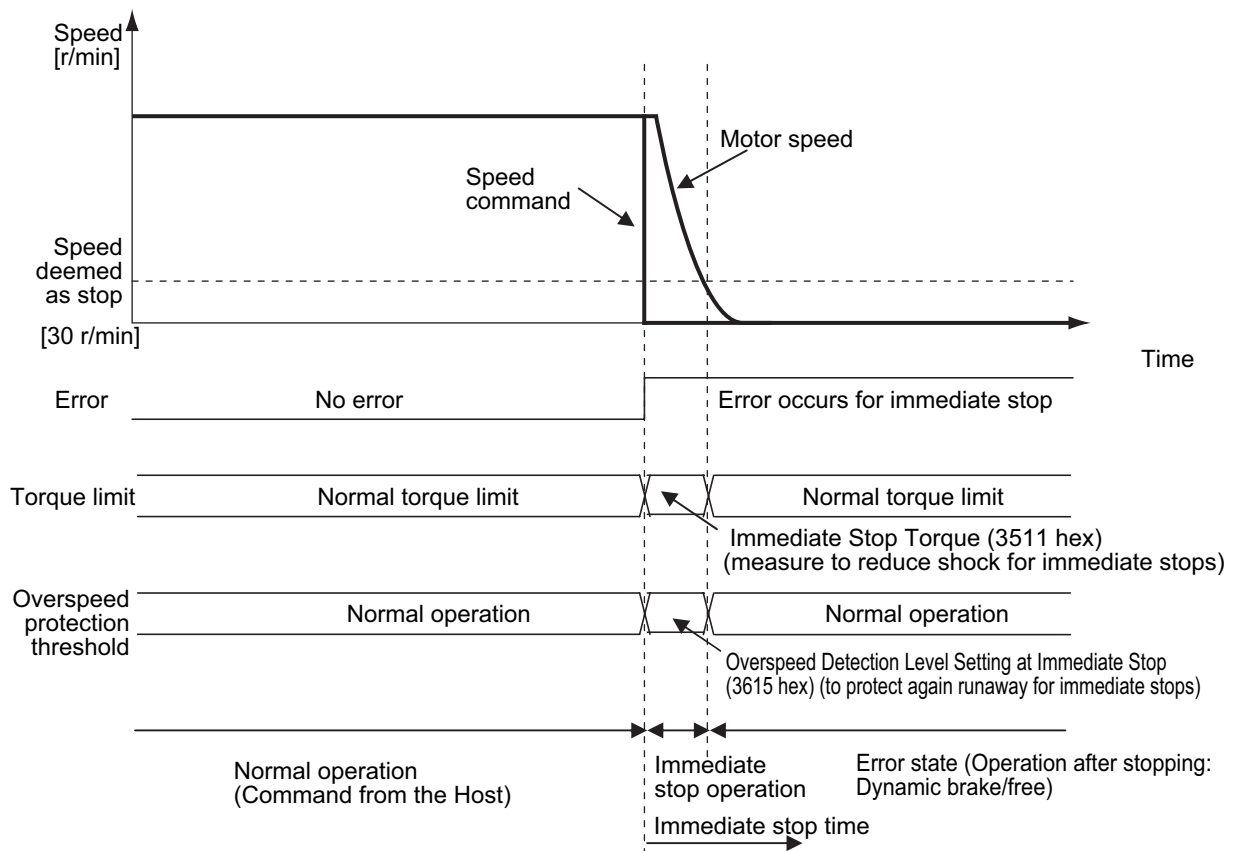 Speed
[r/min]
Motor speed
Speed
command
Speed
deemed
as stop
[30 r/min]
Time
Error
No error
Error occurs for immediate stop
Torque limit
Normal torque limit
Normal torque limit
Immediate Stop Torque (3511 hex)
(measure to reduce shock for immediate stops)
Overspeed
protection
threshold
Normal operation
Normal operation
Overspeed Detection Level Setting at Immediate Stop
(3615 hex) (to protect again runaway for immediate stops)
Normal operation
(Command from the Host)
Immediate
stop operation
Error state (Operation after stopping:
Dynamic brake/free)
Immediate stop time